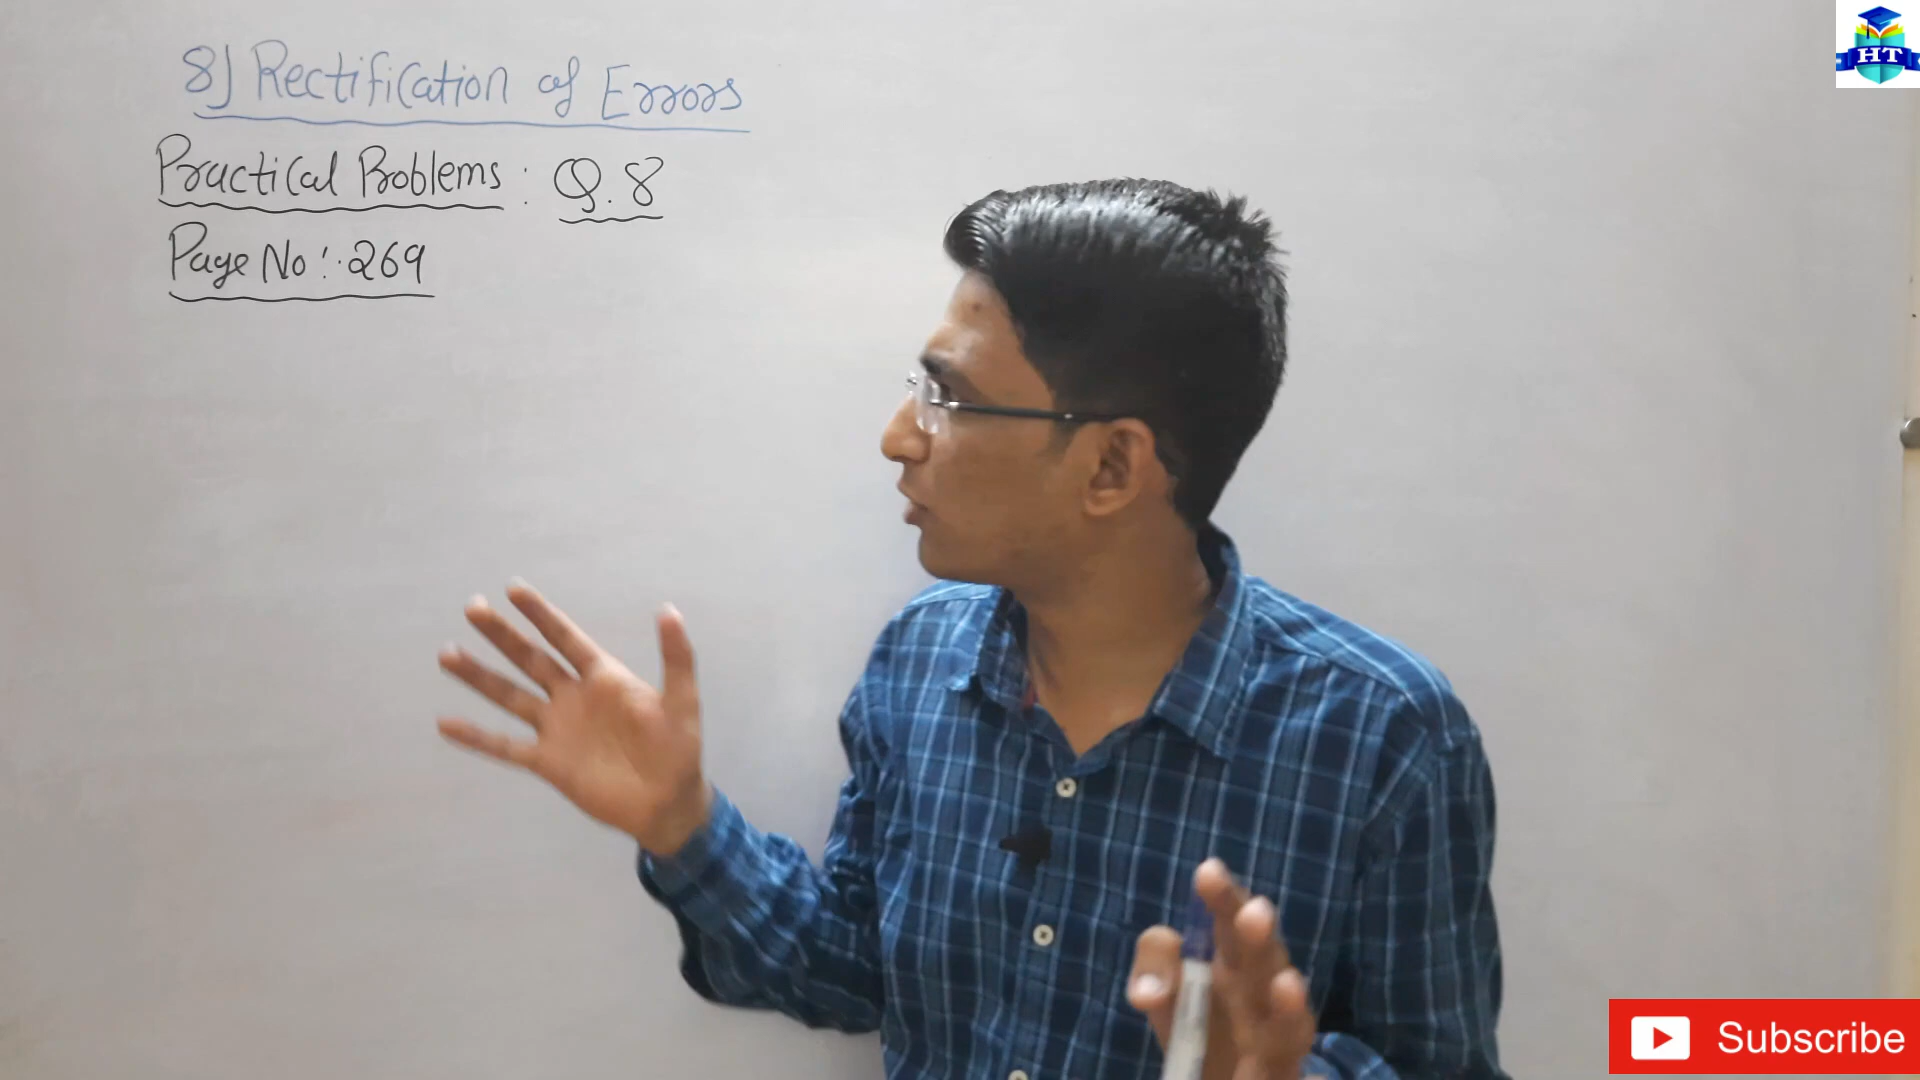 8) Rectification of Errors
Practical Problems : Q.8
Page No : 269
HT
Subscribe